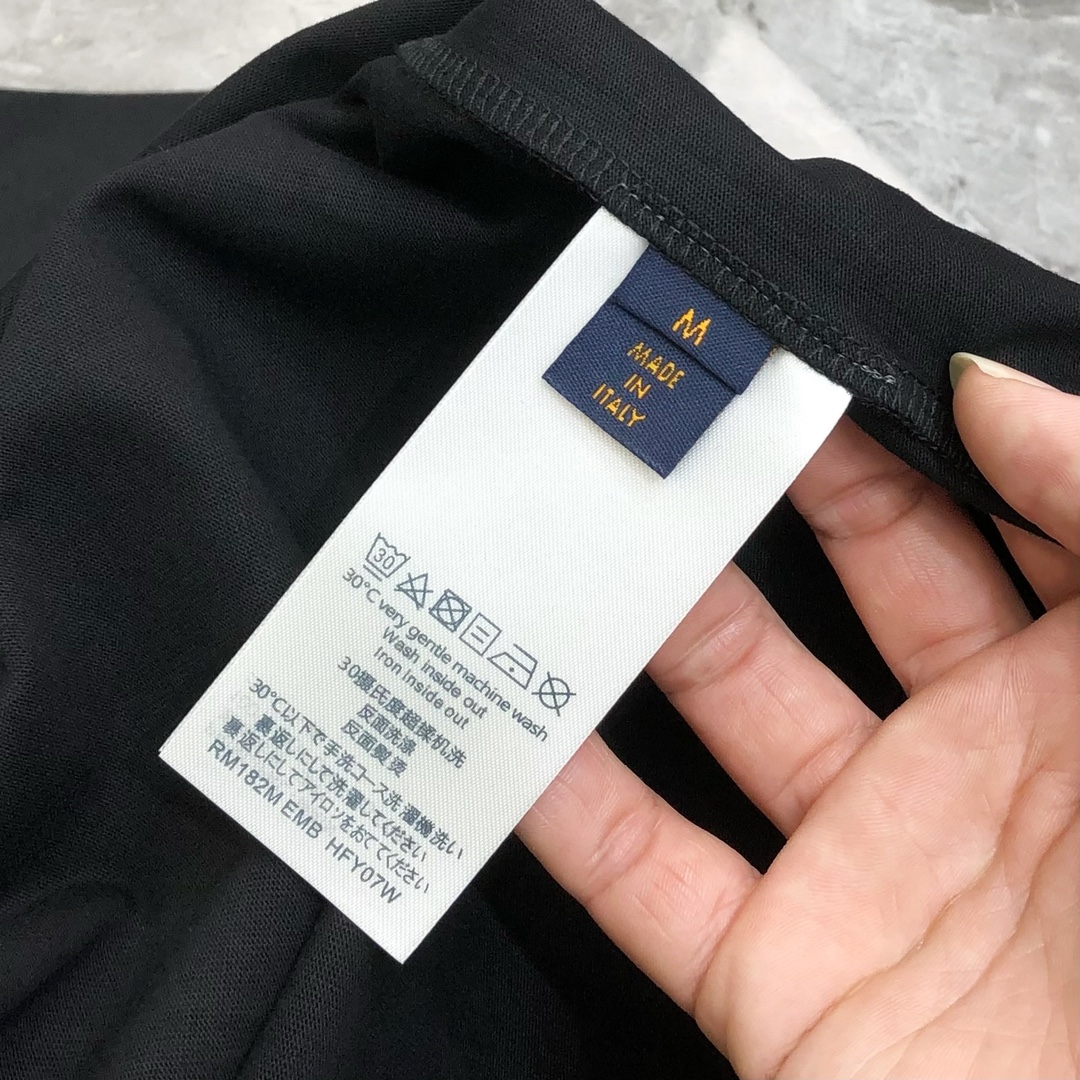 M
MADE
IN
ITALY
30
30°C very gentle machine wash
Wash inside out
Iron inside out
30摄氏度超缓机洗
反面洗涤
反面熨烫
30℃以下で手洗コース洗濯機洗い
裏返しにして洗濯してください
裏返しにしてアイロンをおててください
RM182M EMB HFY07W